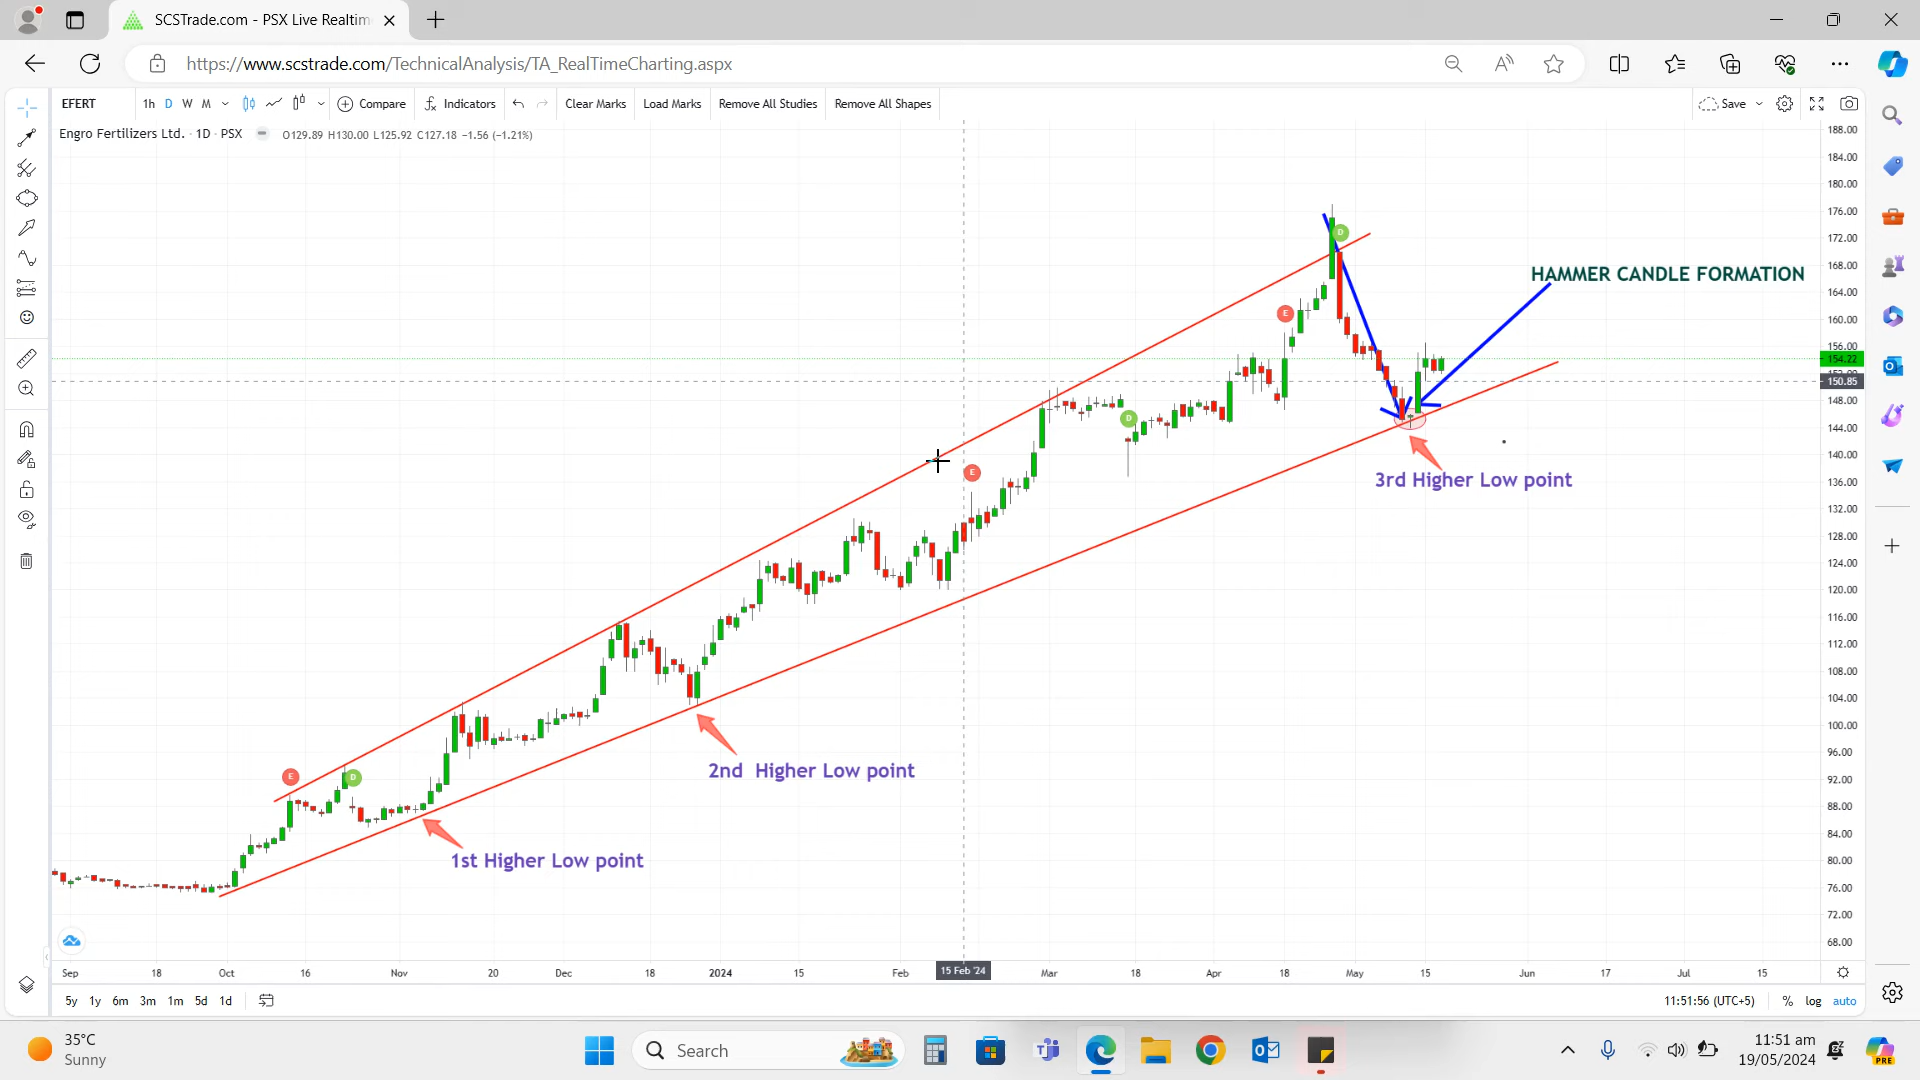 SCSTrade.com - PSX Live Realtim
https://www.scstrade.com/TechnicalAnalysis/TA_RealTimeCharting.aspx
EFERT 1h D W M Compare Indicators Clear Marks Load Marks Remove All Studies Remove All Shapes Save
Engro Fertilizers Ltd. · 1D · PSX O129.89 H130.00 L125.92 C127.18 −1.56 (−1.21%)
188.00
184.00
180.00
176.00
172.00
168.00
164.00
160.00
156.00
154.22
150.85
148.00
144.00
140.00
136.00
132.00
128.00
124.00
120.00
116.00
112.00
108.00
104.00
100.00
96.00
92.00
88.00
84.00
80.00
76.00
72.00
68.00
D
HAMMER CANDLE FORMATION
E
D
E
3rd Higher Low point
E
D
2nd Higher Low point
1st Higher Low point
Sep 18 Oct 16 Nov 20 Dec 18 2024 15 Feb 15 Feb '24 Mar 18 Apr 18 May 15 Jun 17 Jul 15
5y 1y 6m 3m 1m 5d 1d 11:51:56 (UTC+5) % log auto
35°C
Sunny
Search
11:51 am
19/05/2024
PRE